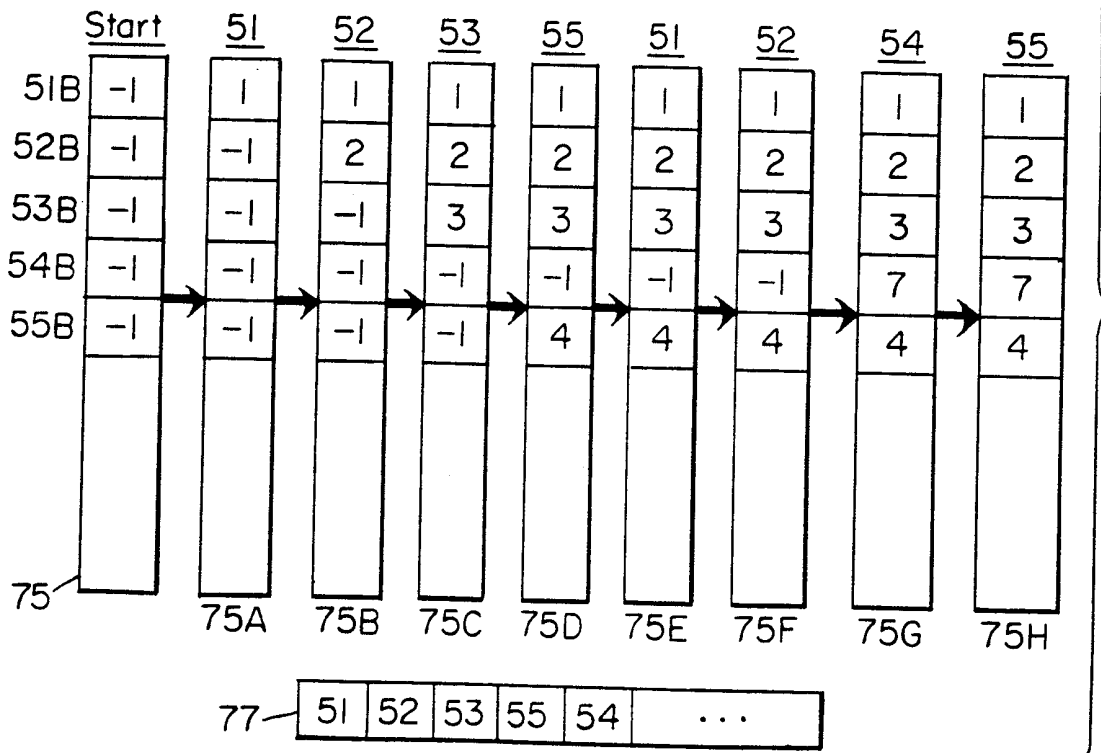 Start 51 52 53 55 51 52 54 55
51B -1 1 1 1 1 1 1 1 1
52B -1 -1 2 2 2 2 2 2 2
53B -1 -1 -1 3 3 3 3 3 3
54B -1 -1 -1 -1 -1 -1 -1 7 7
55B -1 -1 -1 -1 4 4 4 4 4
75 75A 75B 75C 75D 75E 75F 75G 75H
77 51 52 53 55 54 ...